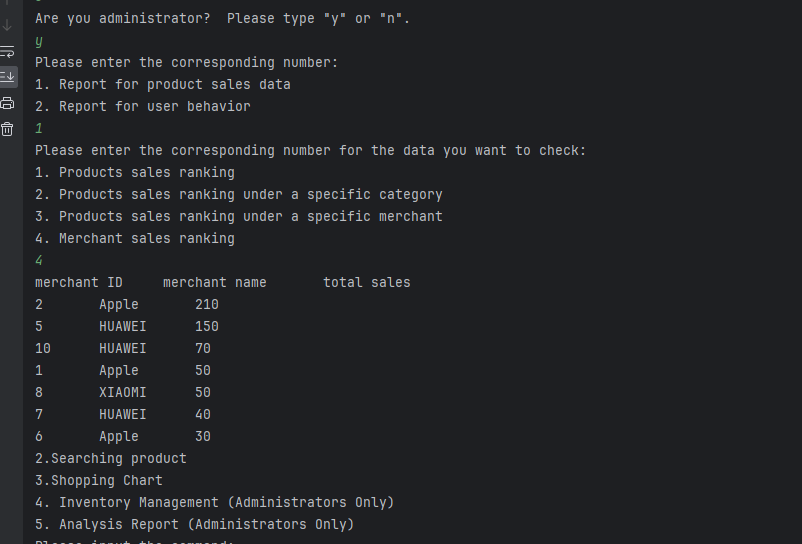 Are you administrator?  Please type "y" or "n".
y
Please enter the corresponding number:
1. Report for product sales data
2. Report for user behavior
1
Please enter the corresponding number for the data you want to check:
1. Products sales ranking
2. Products sales ranking under a specific category
3. Products sales ranking under a specific merchant
4. Merchant sales ranking
4
merchant ID     merchant name       total sales
2       Apple       210
5       HUAWEI      150
10      HUAWEI      70
1       Apple       50
8       XIAOMI      50
7       HUAWEI      40
6       Apple       30
2.Searching product
3.Shopping Chart
4. Inventory Management (Administrators Only)
5. Analysis Report (Administrators Only)
Please input the command: